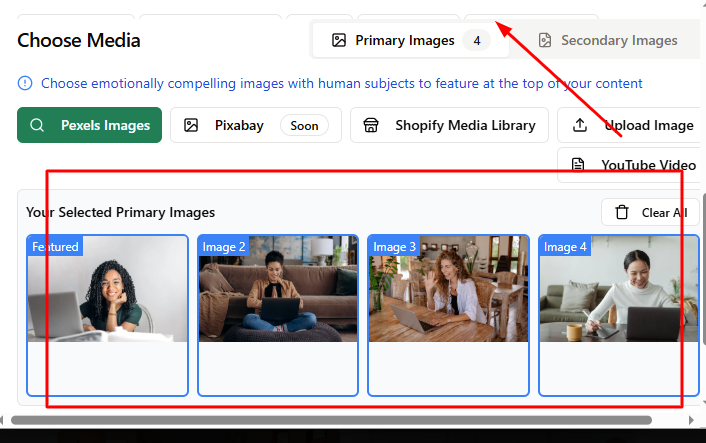 Choose Media
Primary Images 4
Secondary Images
Choose emotionally compelling images with human subjects to feature at the top of your content
Pexels Images
Pixabay Soon
Shopify Media Library
Upload Image
YouTube Video
Your Selected Primary Images
Clear All
Featured
Image 2
Image 3
Image 4